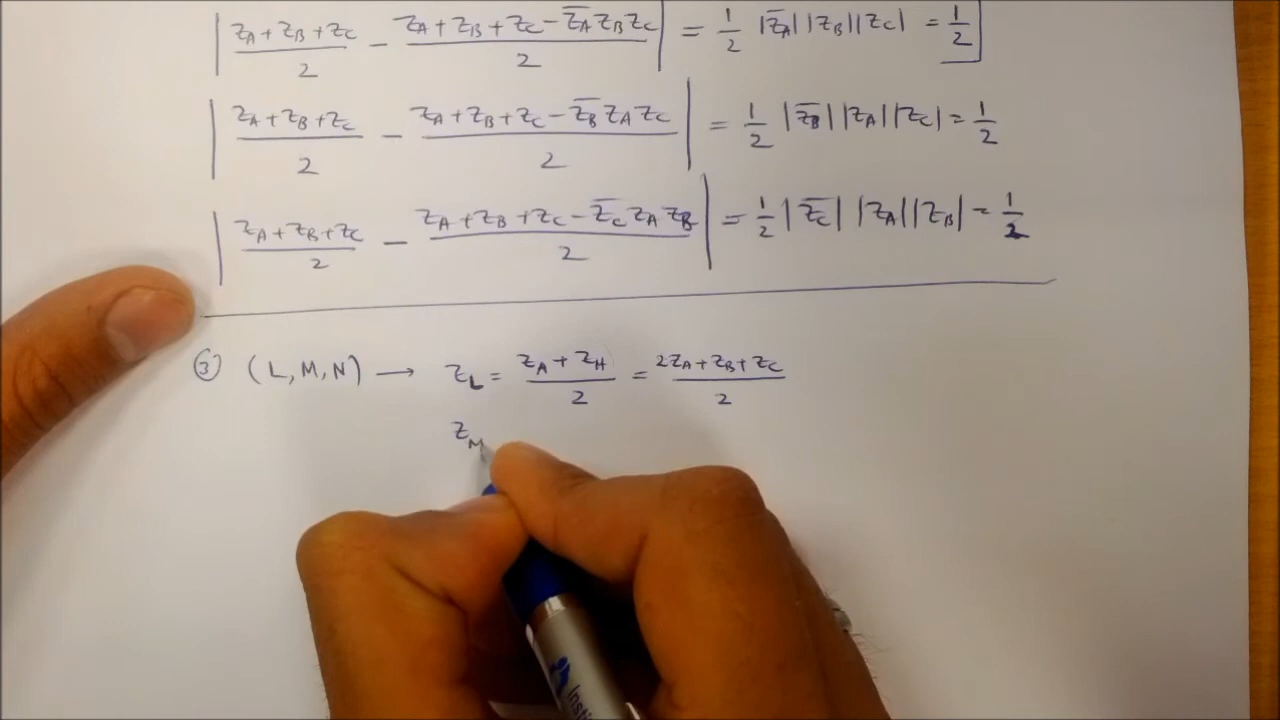 | (z_A + z_B + z_C)/2 − (z_A + z_B + z_C − z̅_A z_B z_C)/2 | = 1/2 |z̅_A| |z_B| |z_C| = 1/2
| (z_A + z_B + z_C)/2 − (z_A + z_B + z_C − z̅_B z_A z_C)/2 | = 1/2 |z̅_B| |z_A| |z_C| = 1/2
| (z_A + z_B + z_C)/2 − (z_A + z_B + z_C − z̅_C z_A z_B)/2 | = 1/2 |z̅_C| |z_A| |z_B| = 1/2
③ (L, M, N) ⟶ z_L = (z_A + z_H)/2 = (2z_A + z_B + z_C)/2
z_M